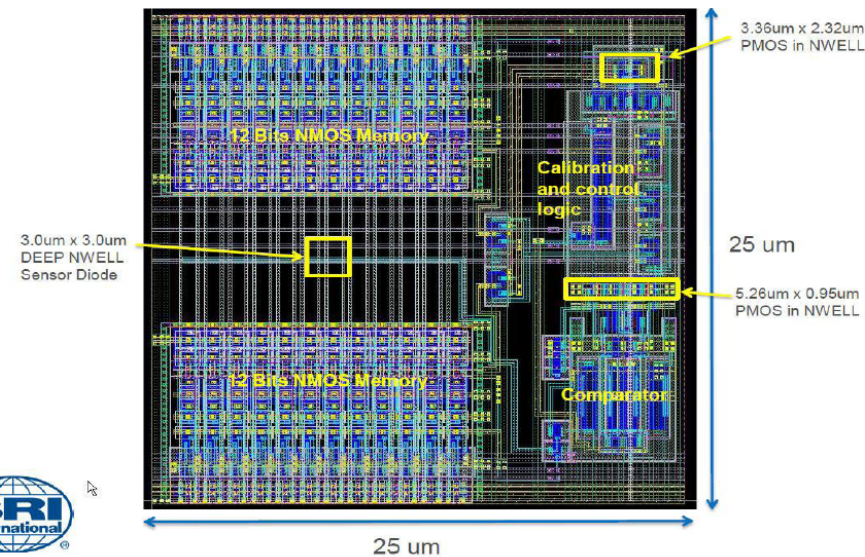 3.36um x 2.32um
PMOS in NWELL
12 Bits NMOS Memory
Calibration
and control
logic
3.0um x 3.0um
DEEP NWELL
Sensor Diode
25 um
5.26um x 0.95um
PMOS in NWELL
12 Bits NMOS Memory
Comparator
SRI
®
25 um